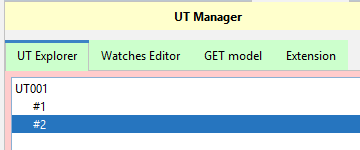 UT Manager
UT Explorer Watches Editor GET model Extension
UT001
#1
#2